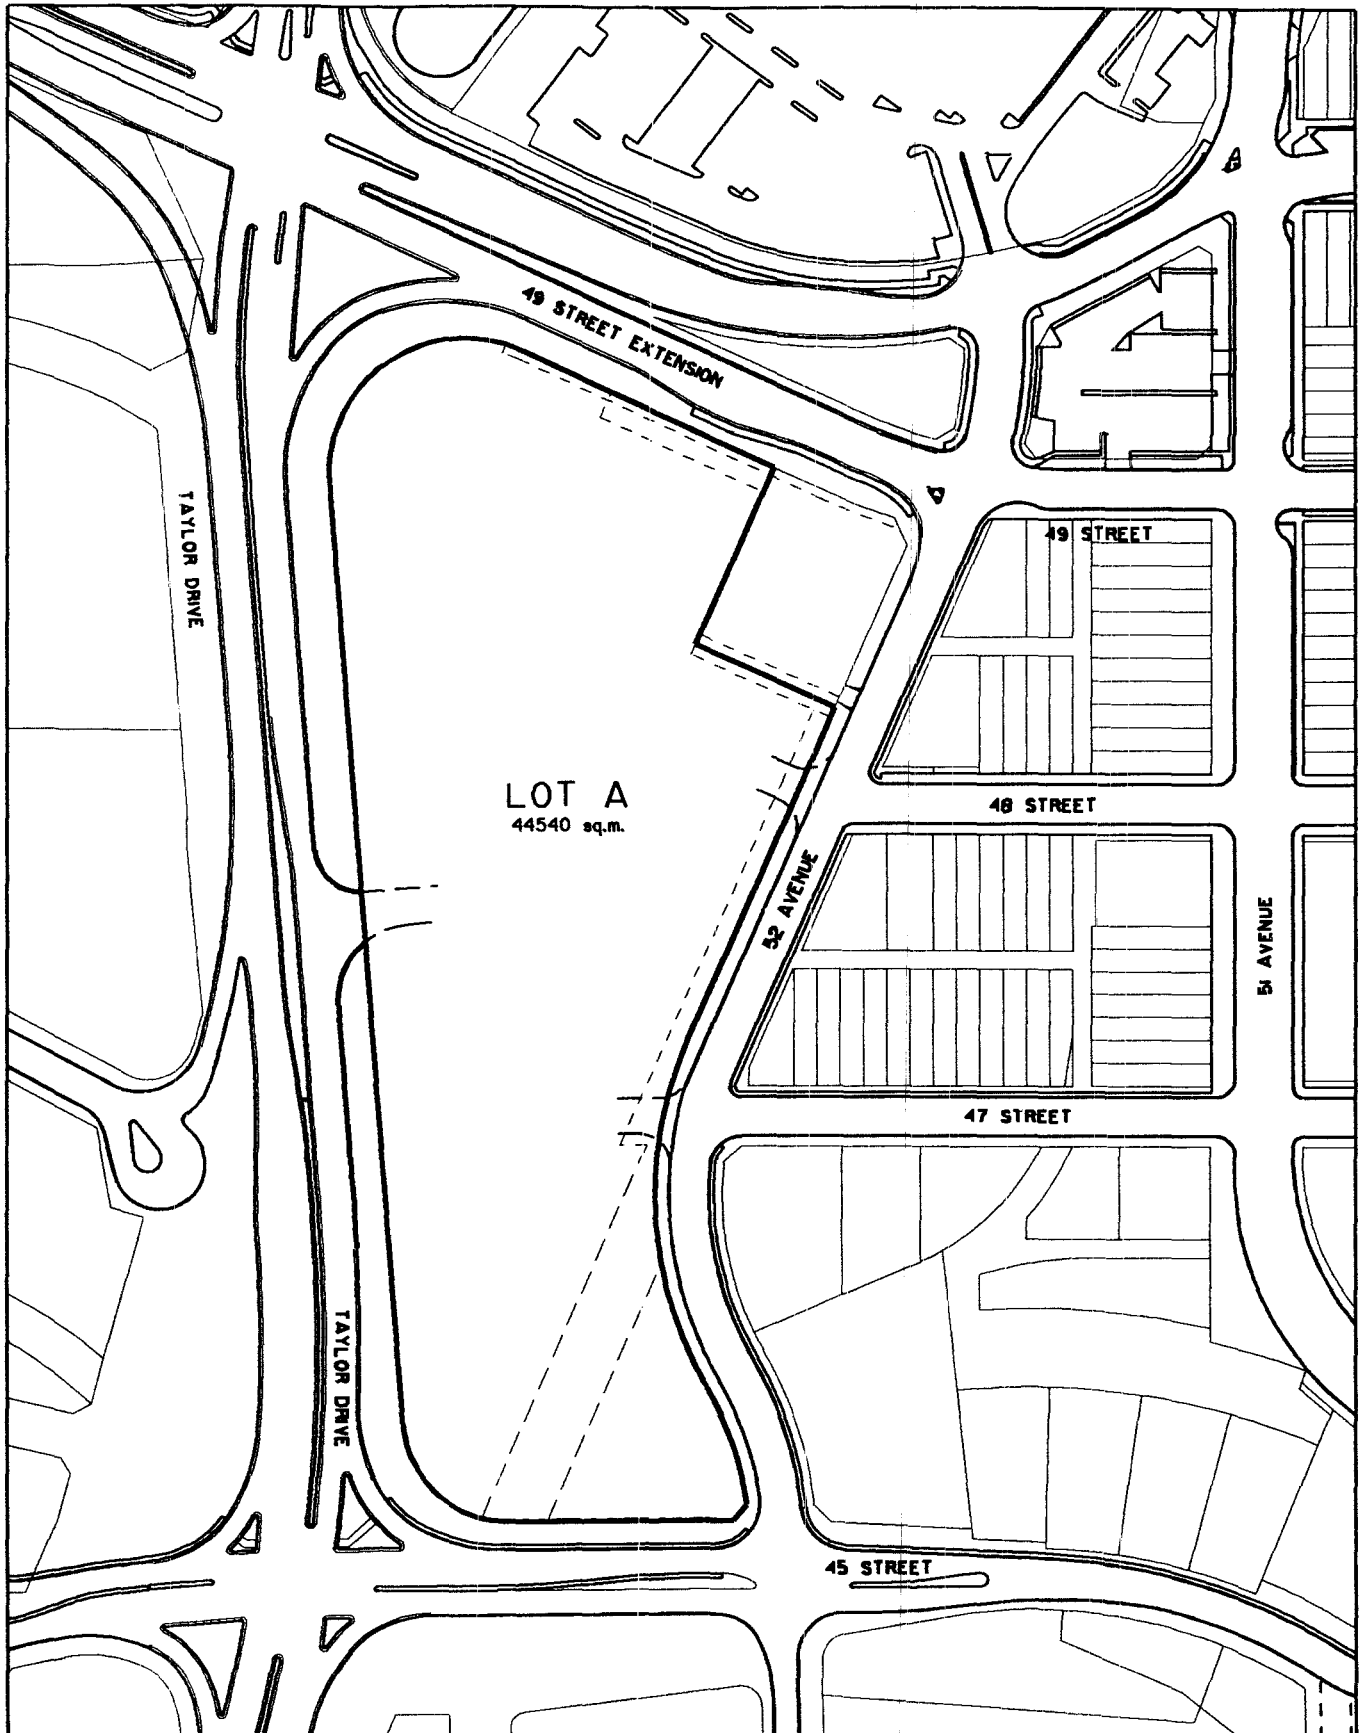 49 STREET EXTENSION
TAYLOR DRIVE
49 STREET
LOT A
44540 sq.m.
48 STREET
52 AVENUE
51 AVENUE
47 STREET
TAYLOR DRIVE
45 STREET